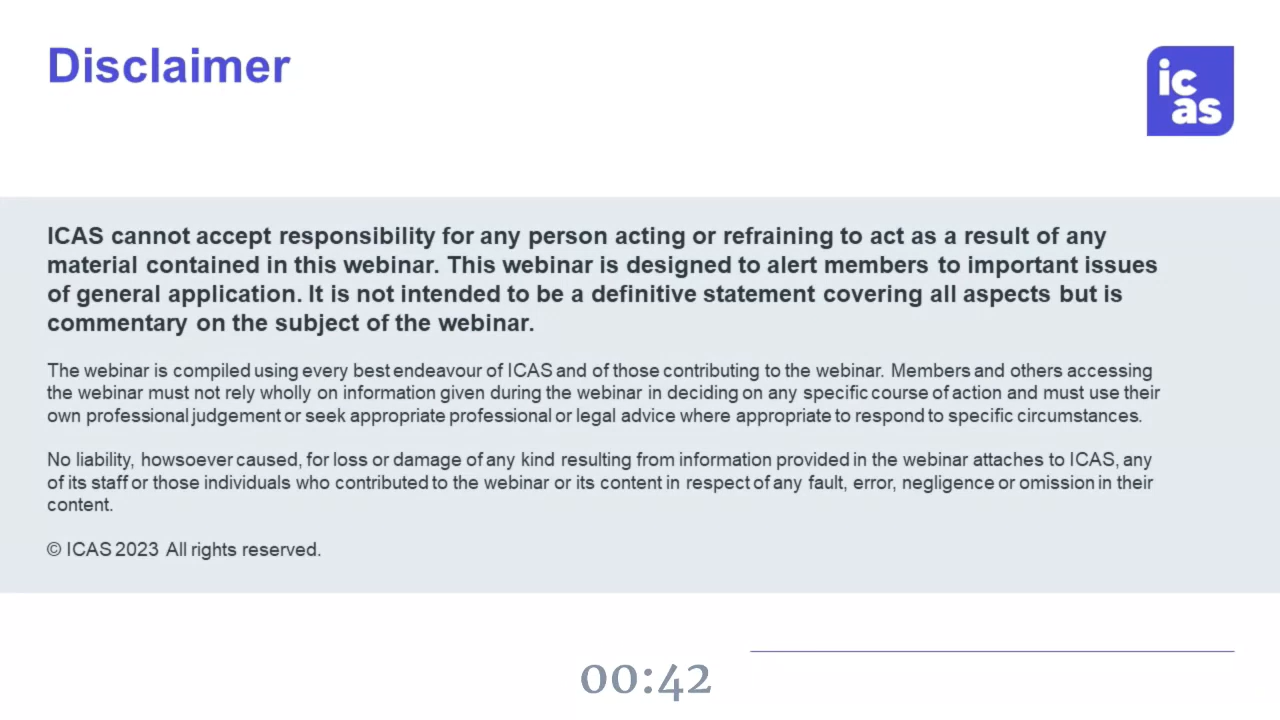 Disclaimer
ic
as
ICAS cannot accept responsibility for any person acting or refraining to act as a result of any
material contained in this webinar. This webinar is designed to alert members to important issues
of general application. It is not intended to be a definitive statement covering all aspects but is
commentary on the subject of the webinar.
The webinar is compiled using every best endeavour of ICAS and of those contributing to the webinar. Members and others accessing
the webinar must not rely wholly on information given during the webinar in deciding on any specific course of action and must use their
own professional judgement or seek appropriate professional or legal advice where appropriate to respond to specific circumstances.
No liability, howsoever caused, for loss or damage of any kind resulting from information provided in the webinar attaches to ICAS, any
of its staff or those individuals who contributed to the webinar or its content in respect of any fault, error, negligence or omission in their
content.
© ICAS 2023 All rights reserved.
00:42